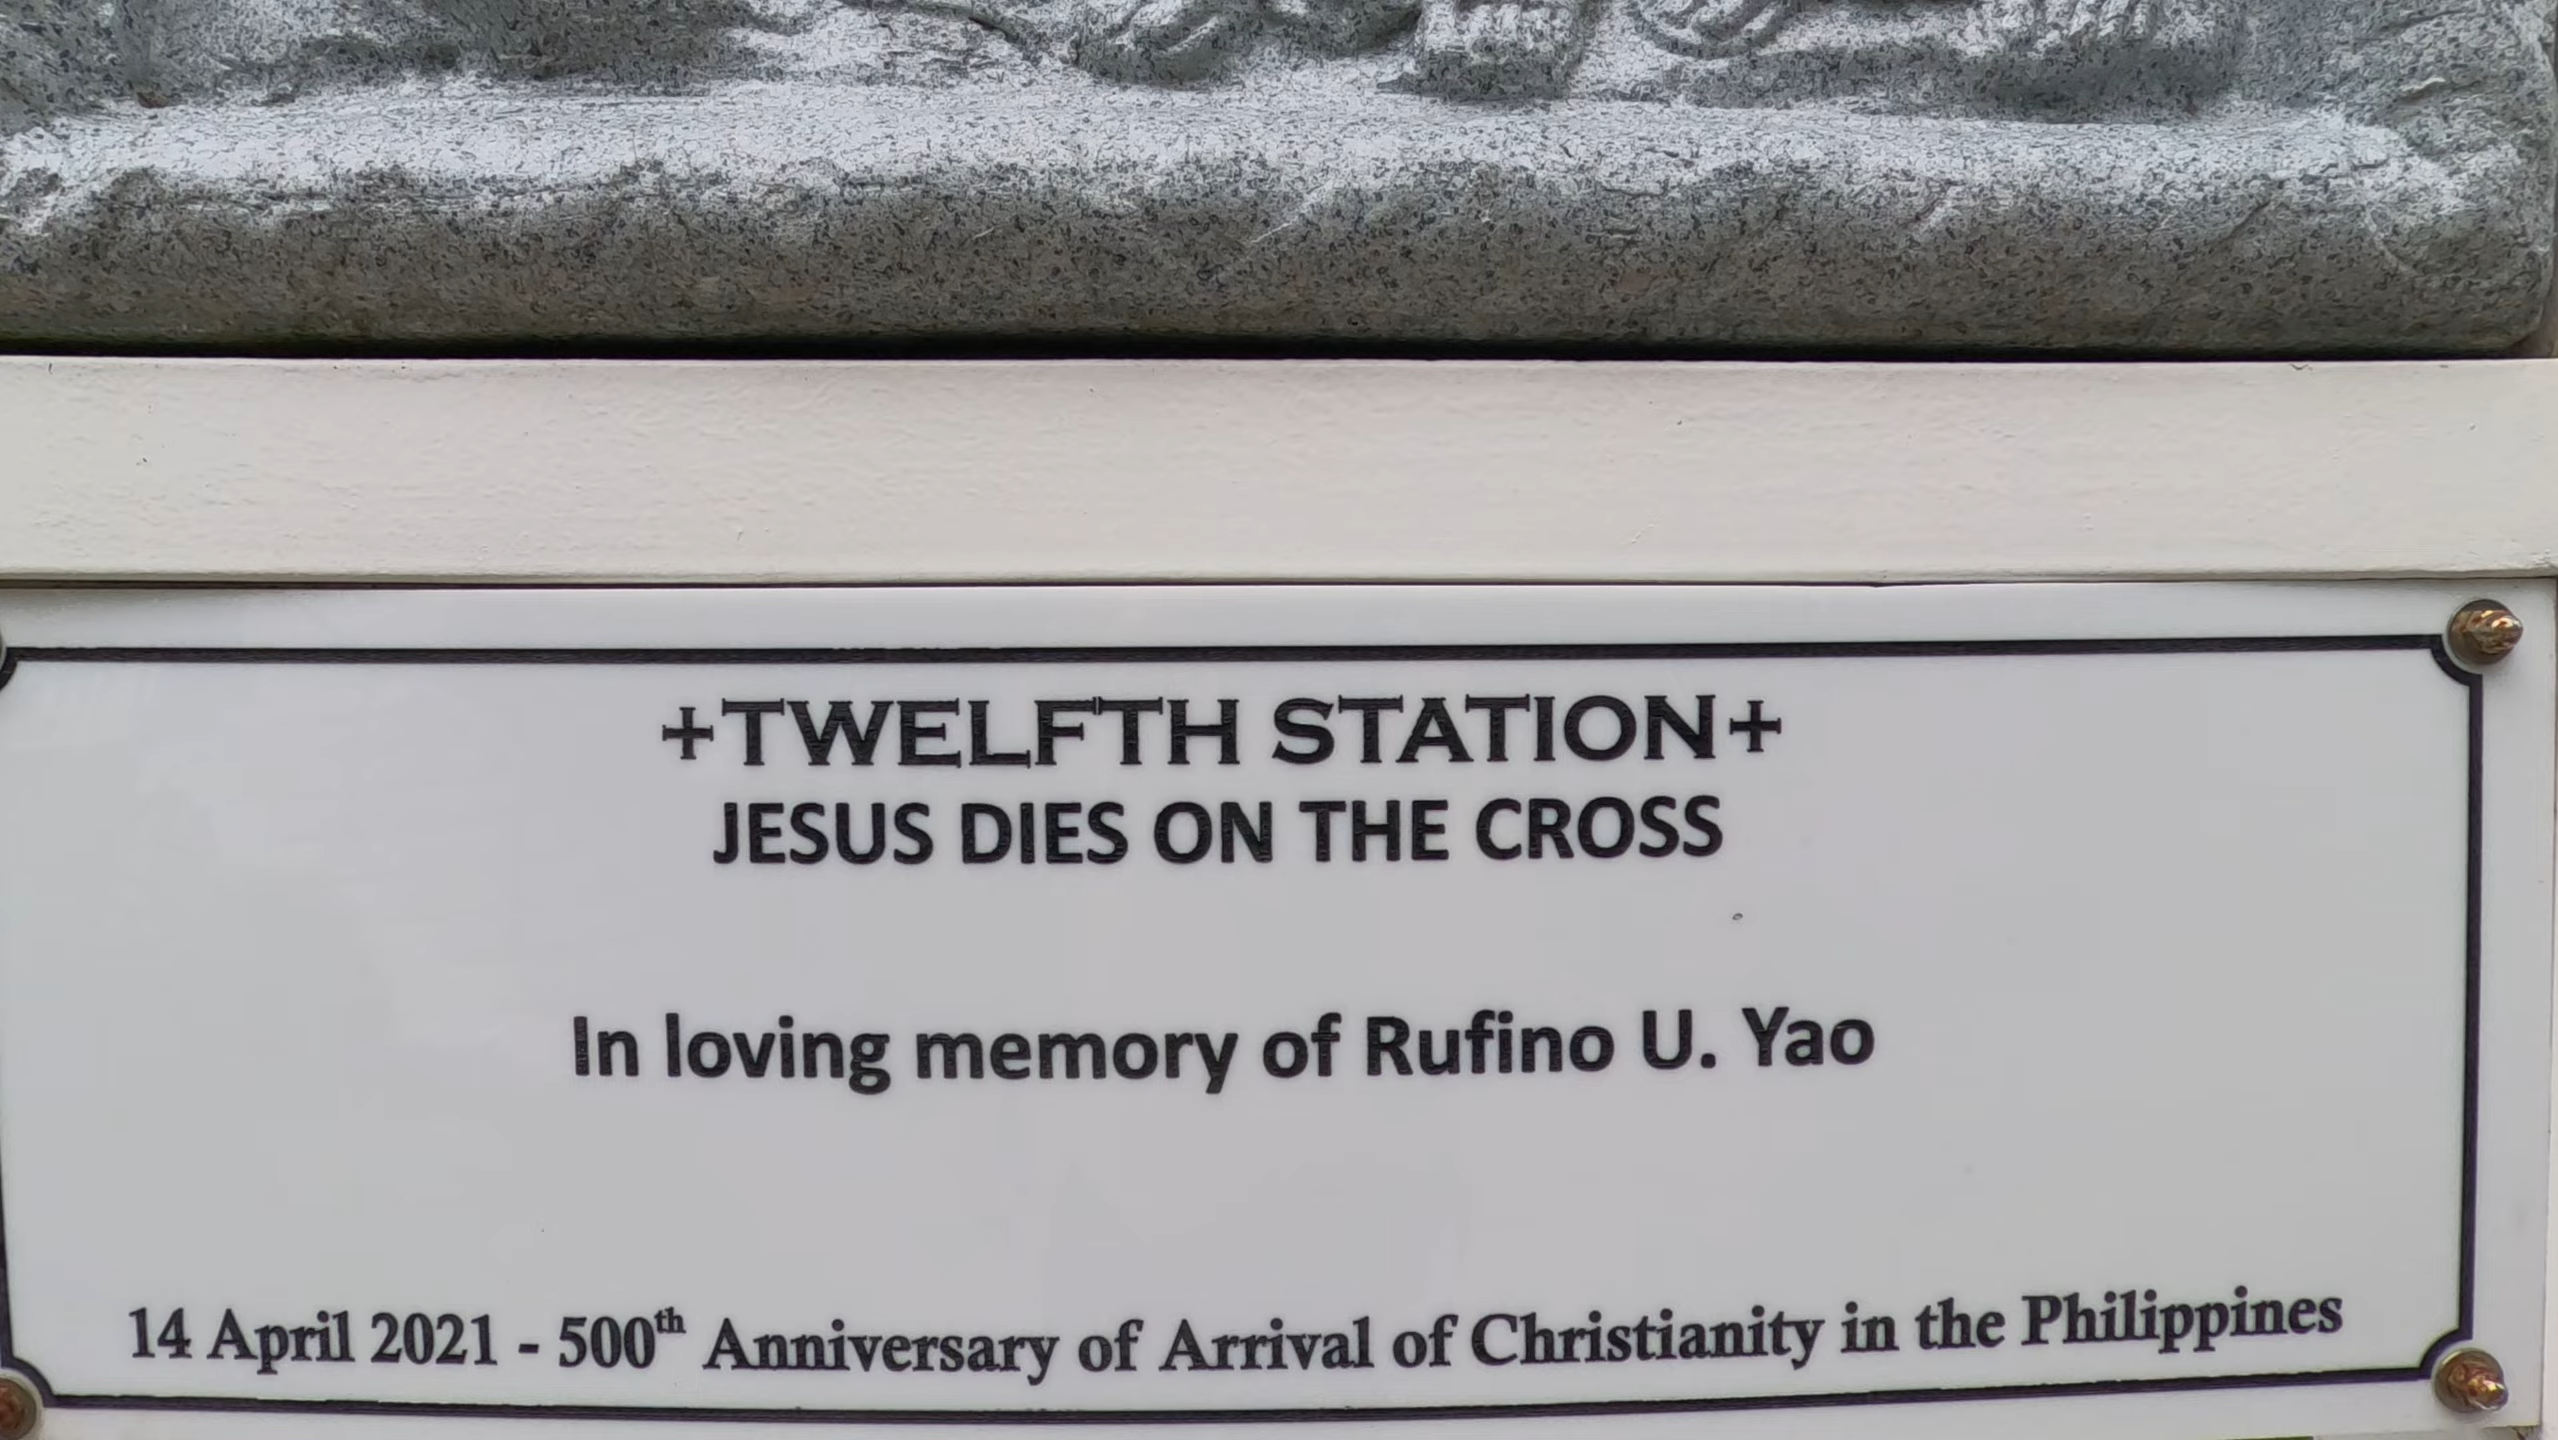 +TWELFTH STATION+
JESUS DIES ON THE CROSS
In loving memory of Rufino U. Yao
14 April 2021 - 500th Anniversary of Arrival of Christianity in the Philippines